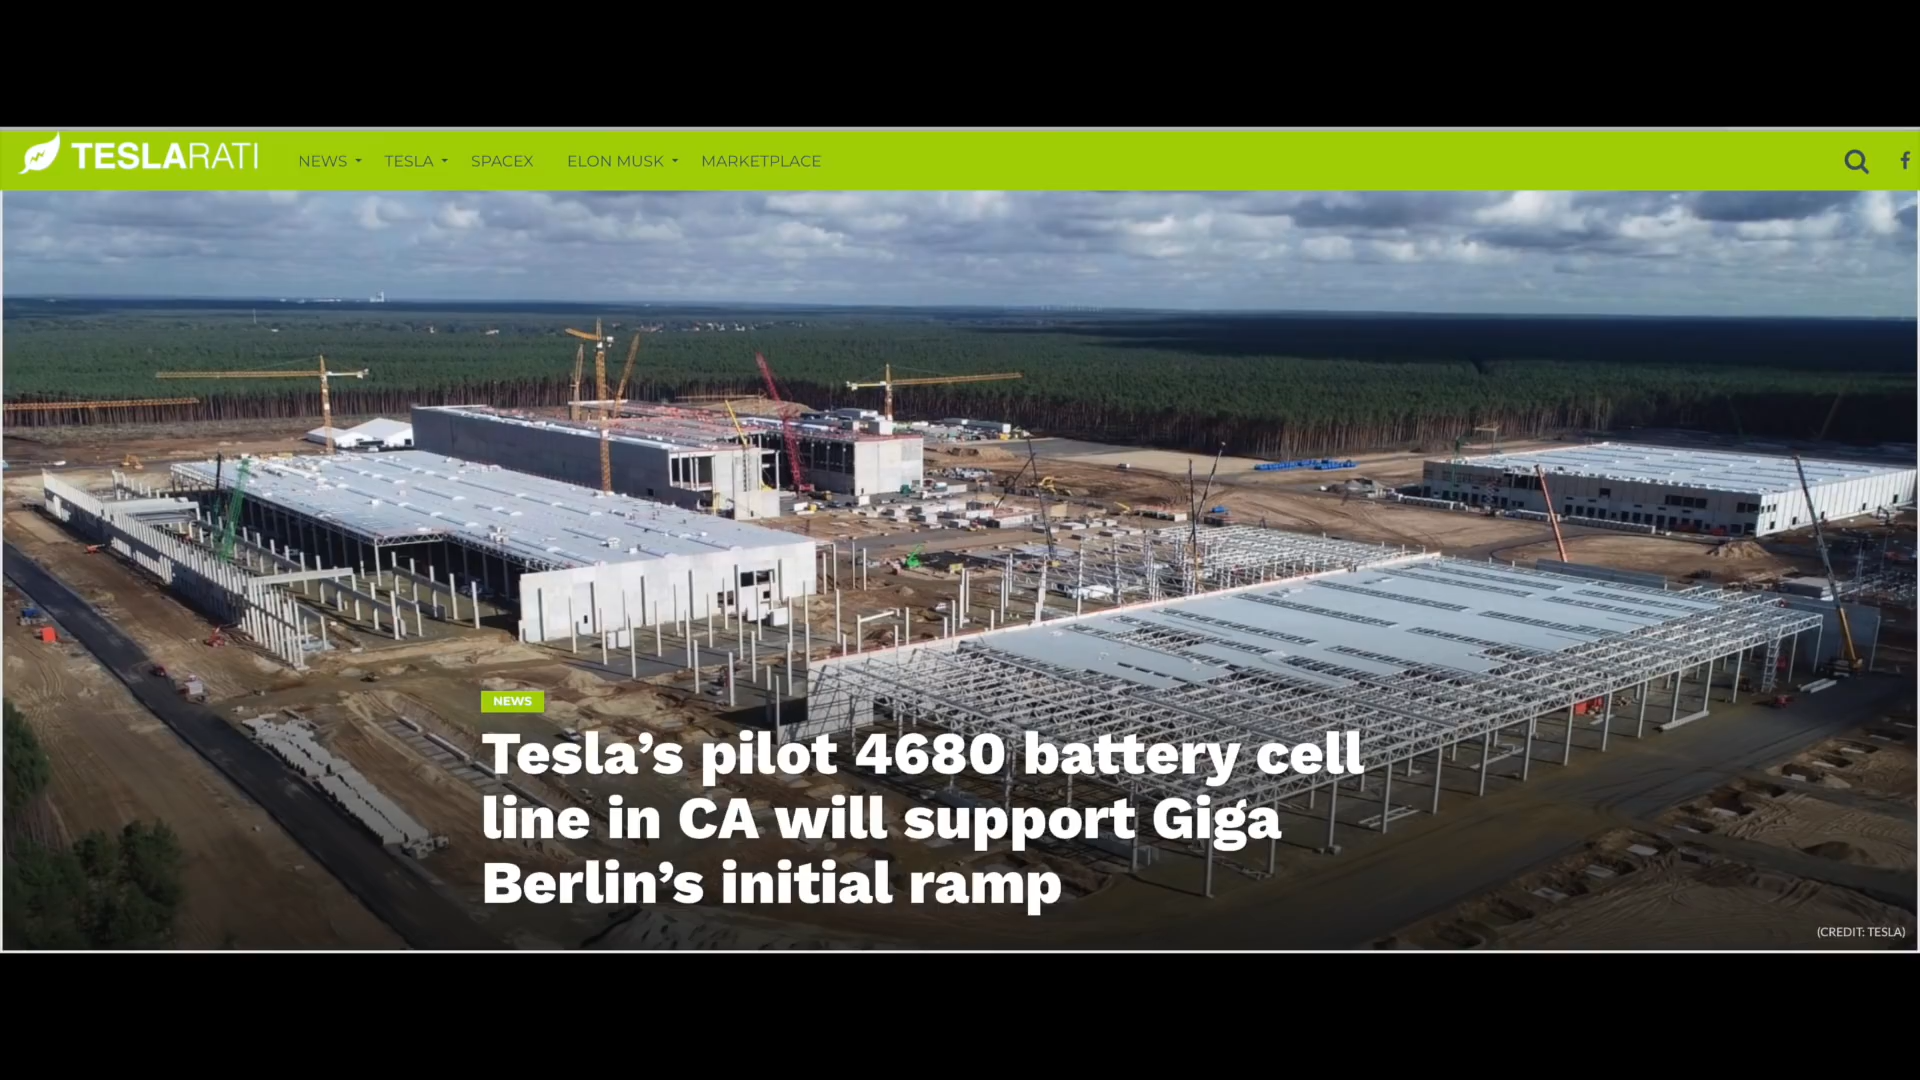 TESLARATI
NEWS TESLA SPACEX ELON MUSK MARKETPLACE
NEWS
Tesla’s pilot 4680 battery cell
line in CA will support Giga
Berlin’s initial ramp
(CREDIT: TESLA)